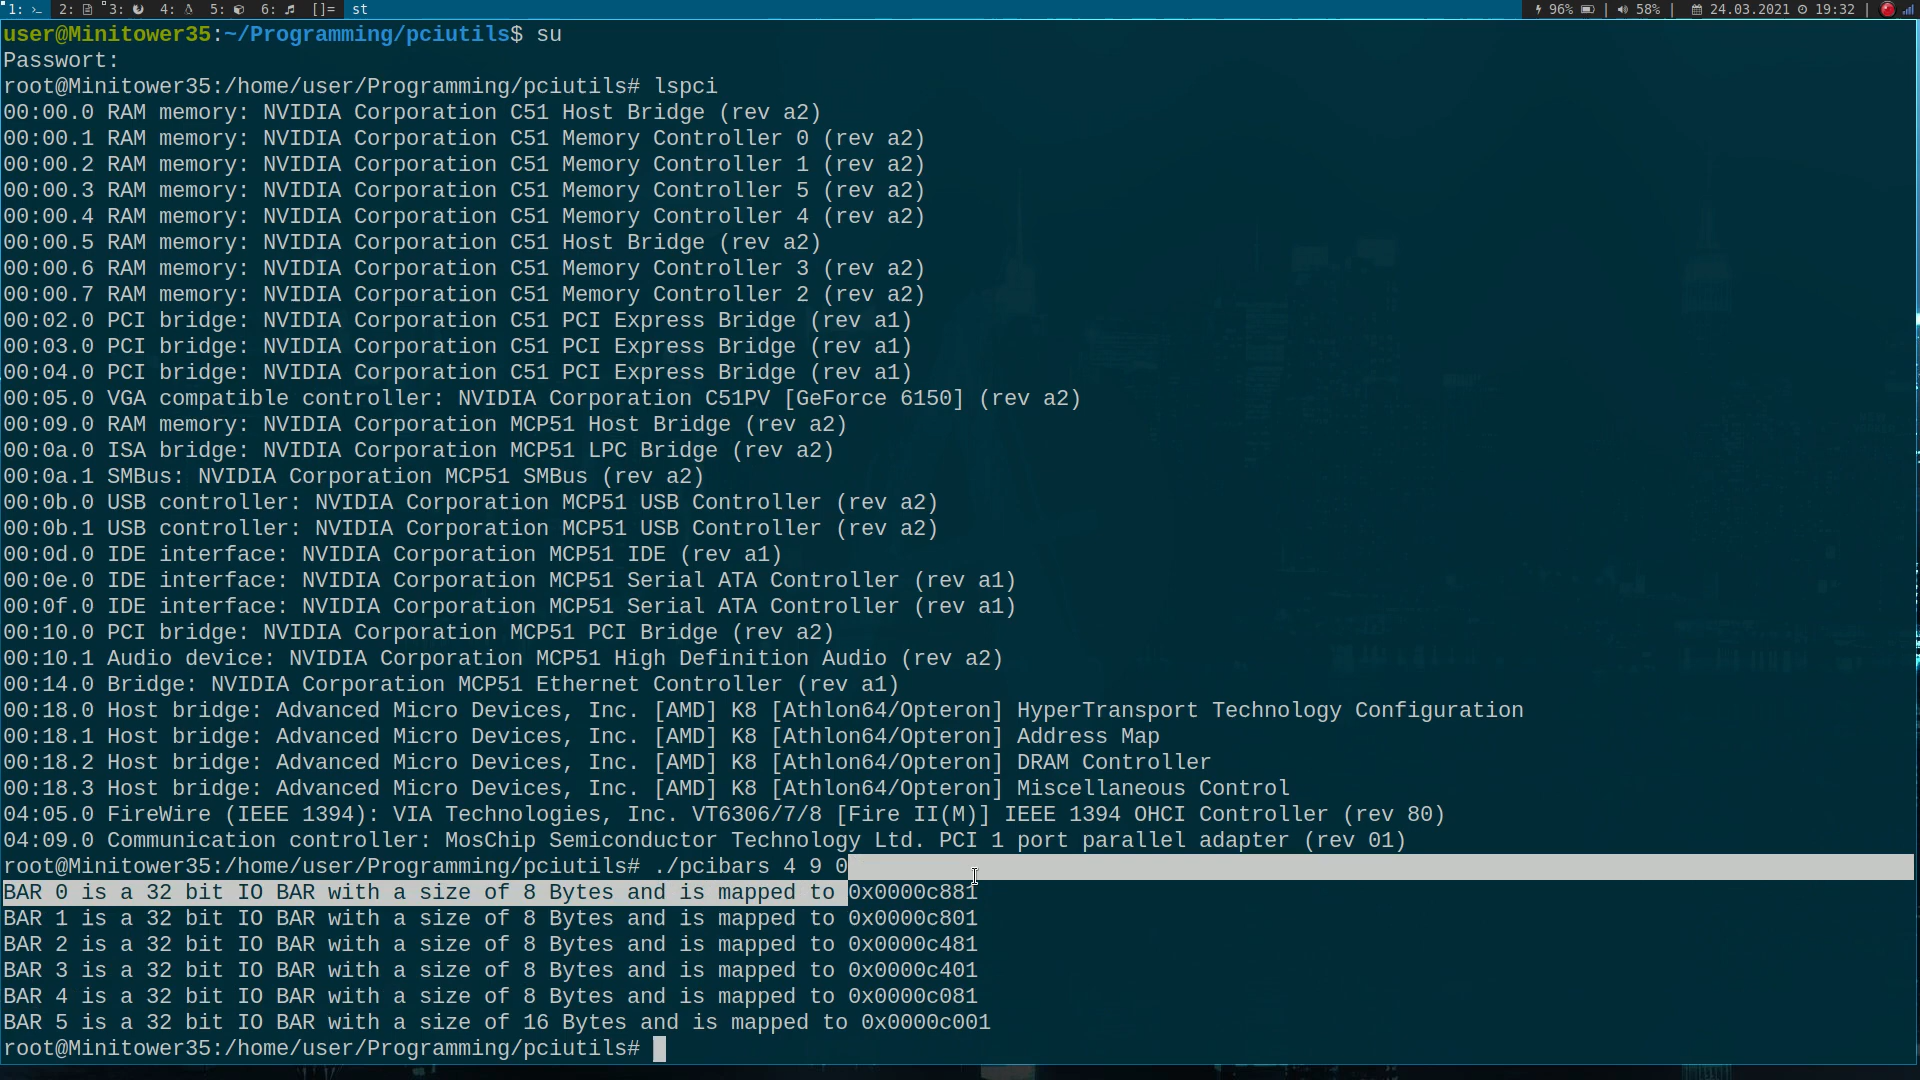 1: 2: 3: 4: 5: 6: []= st 96% | 58% | 24.03.2021 19:32 |
user@Minitower35:~/Programming/pciutils$ su
Passwort:
root@Minitower35:/home/user/Programming/pciutils# lspci
00:00.0 RAM memory: NVIDIA Corporation C51 Host Bridge (rev a2)
00:00.1 RAM memory: NVIDIA Corporation C51 Memory Controller 0 (rev a2)
00:00.2 RAM memory: NVIDIA Corporation C51 Memory Controller 1 (rev a2)
00:00.3 RAM memory: NVIDIA Corporation C51 Memory Controller 5 (rev a2)
00:00.4 RAM memory: NVIDIA Corporation C51 Memory Controller 4 (rev a2)
00:00.5 RAM memory: NVIDIA Corporation C51 Host Bridge (rev a2)
00:00.6 RAM memory: NVIDIA Corporation C51 Memory Controller 3 (rev a2)
00:00.7 RAM memory: NVIDIA Corporation C51 Memory Controller 2 (rev a2)
00:02.0 PCI bridge: NVIDIA Corporation C51 PCI Express Bridge (rev a1)
00:03.0 PCI bridge: NVIDIA Corporation C51 PCI Express Bridge (rev a1)
00:04.0 PCI bridge: NVIDIA Corporation C51 PCI Express Bridge (rev a1)
00:05.0 VGA compatible controller: NVIDIA Corporation C51PV [GeForce 6150] (rev a2)
00:09.0 RAM memory: NVIDIA Corporation MCP51 Host Bridge (rev a2)
00:0a.0 ISA bridge: NVIDIA Corporation MCP51 LPC Bridge (rev a2)
00:0a.1 SMBus: NVIDIA Corporation MCP51 SMBus (rev a2)
00:0b.0 USB controller: NVIDIA Corporation MCP51 USB Controller (rev a2)
00:0b.1 USB controller: NVIDIA Corporation MCP51 USB Controller (rev a2)
00:0d.0 IDE interface: NVIDIA Corporation MCP51 IDE (rev a1)
00:0e.0 IDE interface: NVIDIA Corporation MCP51 Serial ATA Controller (rev a1)
00:0f.0 IDE interface: NVIDIA Corporation MCP51 Serial ATA Controller (rev a1)
00:10.0 PCI bridge: NVIDIA Corporation MCP51 PCI Bridge (rev a2)
00:10.1 Audio device: NVIDIA Corporation MCP51 High Definition Audio (rev a2)
00:14.0 Bridge: NVIDIA Corporation MCP51 Ethernet Controller (rev a1)
00:18.0 Host bridge: Advanced Micro Devices, Inc. [AMD] K8 [Athlon64/Opteron] HyperTransport Technology Configuration
00:18.1 Host bridge: Advanced Micro Devices, Inc. [AMD] K8 [Athlon64/Opteron] Address Map
00:18.2 Host bridge: Advanced Micro Devices, Inc. [AMD] K8 [Athlon64/Opteron] DRAM Controller
00:18.3 Host bridge: Advanced Micro Devices, Inc. [AMD] K8 [Athlon64/Opteron] Miscellaneous Control
04:05.0 FireWire (IEEE 1394): VIA Technologies, Inc. VT6306/7/8 [Fire II(M)] IEEE 1394 OHCI Controller (rev 80)
04:09.0 Communication controller: MosChip Semiconductor Technology Ltd. PCI 1 port parallel adapter (rev 01)
root@Minitower35:/home/user/Programming/pciutils# ./pcibars 4 9 0
BAR 0 is a 32 bit IO BAR with a size of 8 Bytes and is mapped to 0x0000c881
BAR 1 is a 32 bit IO BAR with a size of 8 Bytes and is mapped to 0x0000c801
BAR 2 is a 32 bit IO BAR with a size of 8 Bytes and is mapped to 0x0000c481
BAR 3 is a 32 bit IO BAR with a size of 8 Bytes and is mapped to 0x0000c401
BAR 4 is a 32 bit IO BAR with a size of 8 Bytes and is mapped to 0x0000c081
BAR 5 is a 32 bit IO BAR with a size of 16 Bytes and is mapped to 0x0000c001
root@Minitower35:/home/user/Programming/pciutils#